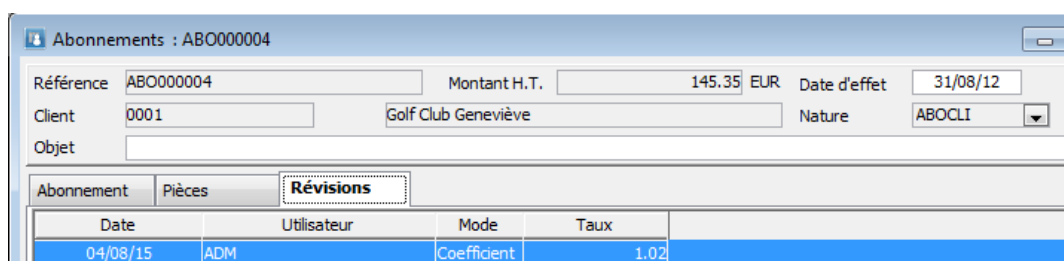 Abonnements : ABO000004
Référence ABO000004 Montant H.T. 145.35 EUR Date d'effet 31/08/12
Client 0001 Golf Club Geneviève Nature ABOCLI
Objet
Abonnement Pièces Révisions
Date Utilisateur Mode Taux
04/08/15 ADM Coefficient 1.02